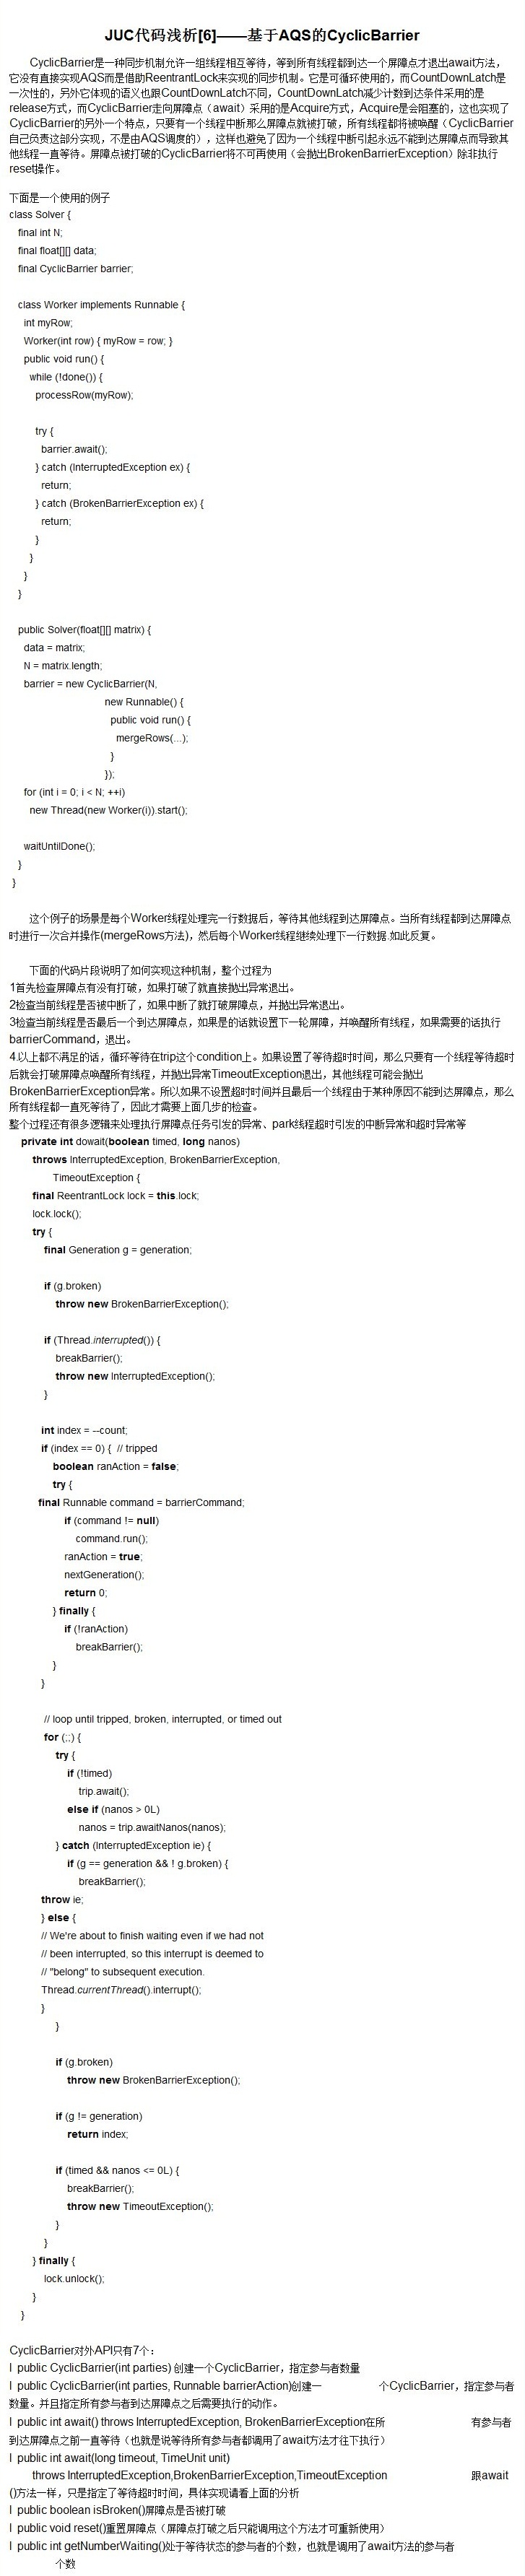 JUC代码浅析[6]——基于AQS的CyclicBarrier
CyclicBarrier是一种同步机制允许一组线程相互等待，等到所有线程都到达一个屏障点才退出await方法，
它没有直接实现AQS而是借助ReentrantLock来实现的同步机制。它是可循环使用的，而CountDownLatch是
一次性的，另外它体现的语义也跟CountDownLatch不同，CountDownLatch减少计数到达条件采用的是
release方式，而CyclicBarrier走向屏障点（await）采用的是Acquire方式，Acquire是会阻塞的，这也实现了
CyclicBarrier的另外一个特点，只要有一个线程中断那么屏障点就被打破，所有线程都将被唤醒（CyclicBarrier
自己负责这部分实现，不是由AQS调度的），这样也避免了因为一个线程中断引起永远不能到达屏障点而导致其
他线程一直等待。屏障点被打破的CyclicBarrier将不可再使用（会抛出BrokenBarrierException）除非执行
reset操作。
下面是一个使用的例子
class Solver {
final int N;
final float[][] data;
final CyclicBarrier barrier;
class Worker implements Runnable {
int myRow;
Worker(int row) { myRow = row; }
public void run() {
while (!done()) {
processRow(myRow);
try {
barrier.await();
} catch (InterruptedException ex) {
return;
} catch (BrokenBarrierException ex) {
return;
}
}
}
}
public Solver(float[][] matrix) {
data = matrix;
N = matrix.length;
barrier = new CyclicBarrier(N,
new Runnable() {
public void run() {
mergeRows(...);
}
});
for (int i = 0; i < N; ++i)
new Thread(new Worker(i)).start();
waitUntilDone();
}
}
这个例子的场景是每个Worker线程处理完一行数据后，等待其他线程到达屏障点。当所有线程都到达屏障点
时进行一次合并操作(mergeRows方法)，然后每个Worker线程继续处理下一行数据.如此反复。
下面的代码片段说明了如何实现这种机制，整个过程为
1首先检查屏障点有没有打破，如果打破了就直接抛出异常退出。
2检查当前线程是否被中断了，如果中断了就打破屏障点，并抛出异常退出。
3检查当前线程是否最后一个到达屏障点，如果是的话就设置下一轮屏障，并唤醒所有线程，如果需要的话执行
barrierCommand，退出。
4.以上都不满足的话，循环等待在trip这个condition上。如果设置了等待超时时间，那么只要有一个线程等待超时
后就会打破屏障点唤醒所有线程，并抛出异常TimeoutException退出，其他线程可能会抛出
BrokenBarrierException异常。所以如果不设置超时时间并且最后一个线程由于某种原因不能到达屏障点，那么
所有线程都一直死等待了，因此才需要上面几步的检查。
整个过程还有很多逻辑来处理执行屏障点任务引发的异常、park线程超时引发的中断异常和超时异常等
private int dowait(boolean timed, long nanos)
throws InterruptedException, BrokenBarrierException,
TimeoutException {
final ReentrantLock lock = this.lock;
lock.lock();
try {
final Generation g = generation;
if (g.broken)
throw new BrokenBarrierException();
if (Thread.interrupted()) {
breakBarrier();
throw new InterruptedException();
}
int index = --count;
if (index == 0) {  // tripped
boolean ranAction = false;
try {
final Runnable command = barrierCommand;
if (command != null)
command.run();
ranAction = true;
nextGeneration();
return 0;
} finally {
if (!ranAction)
breakBarrier();
}
}
// loop until tripped, broken, interrupted, or timed out
for (;;) {
try {
if (!timed)
trip.await();
else if (nanos > 0L)
nanos = trip.awaitNanos(nanos);
} catch (InterruptedException ie) {
if (g == generation && ! g.broken) {
breakBarrier();
throw ie;
} else {
// We're about to finish waiting even if we had not
// been interrupted, so this interrupt is deemed to
// "belong" to subsequent execution.
Thread.currentThread().interrupt();
}
}
if (g.broken)
throw new BrokenBarrierException();
if (g != generation)
return index;
if (timed && nanos <= 0L) {
breakBarrier();
throw new TimeoutException();
}
}
} finally {
lock.unlock();
}
}
CyclicBarrier对外API只有7个：
l public CyclicBarrier(int parties) 创建一个CyclicBarrier，指定参与者数量
l public CyclicBarrier(int parties, Runnable barrierAction)创建一 个CyclicBarrier，指定参与者
数量。并且指定所有参与者到达屏障点之后需要执行的动作。
l public int await() throws InterruptedException, BrokenBarrierException在所 有参与者
到达屏障点之前一直等待（也就是说等待所有参与者都调用了await方法才往下执行）
l public int await(long timeout, TimeUnit unit)
throws InterruptedException,BrokenBarrierException,TimeoutException 跟await
()方法一样，只是指定了等待超时时间，具体实现请看上面的分析
l public boolean isBroken()屏障点是否被打破
l public void reset()重置屏障点（屏障点打破之后只能调用这个方法才可重新使用）
l public int getNumberWaiting()处于等待状态的参与者的个数，也就是调用了await方法的参与者
个数